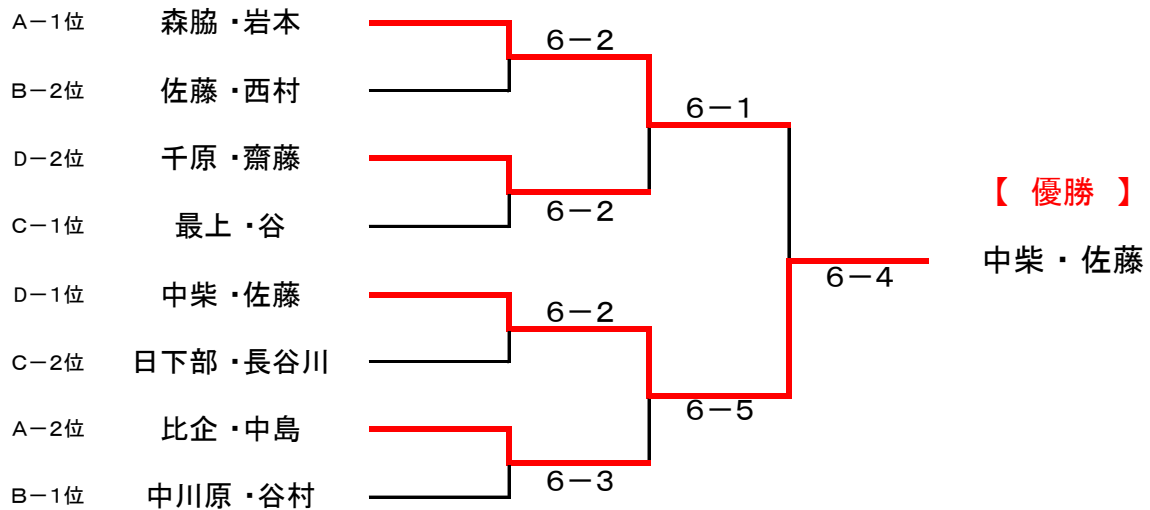 A－1位 森脇・岩本
6－2
B－2位 佐藤・西村
6－1
D－2位 千原・齋藤
6－2
C－1位 最上・谷
【 優勝 】
中柴・佐藤
6－4
D－1位 中柴・佐藤
6－2
C－2位 日下部・長谷川
6－5
A－2位 比企・中島
6－3
B－1位 中川原・谷村